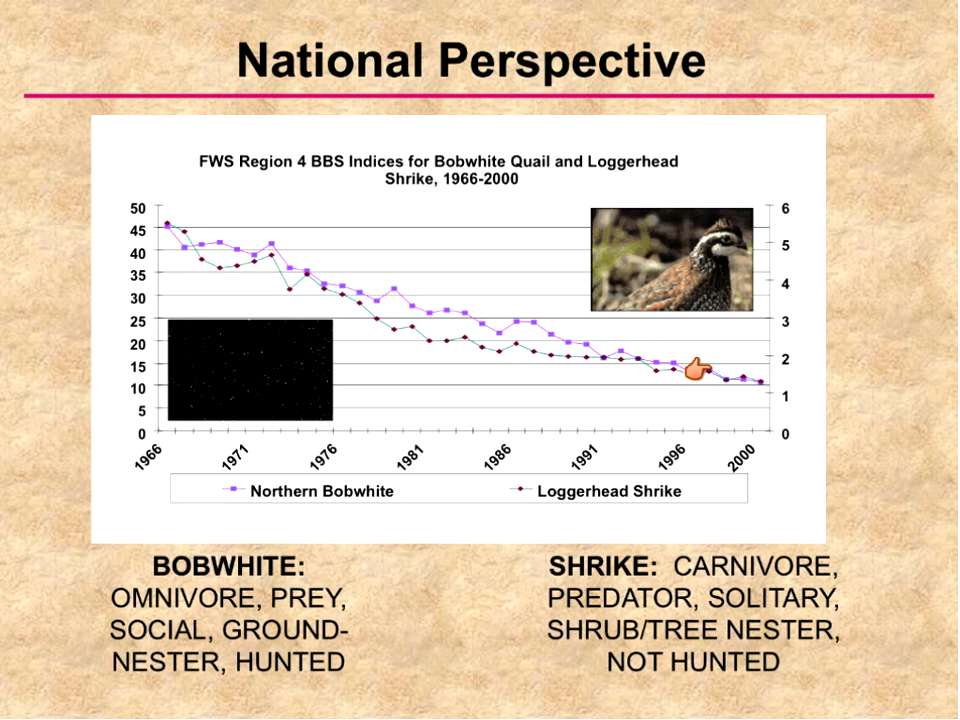 National Perspective
FWS Region 4 BBS Indices for Bobwhite Quail and Loggerhead
Shrike, 1966-2000
50
45
40
35
30
25
20
15
10
5
0
6
5
4
3
2
1
0
1966
1971
1976
1981
1986
1991
1996
2000
Northern Bobwhite
Loggerhead Shrike
BOBWHITE:
OMNIVORE, PREY,
SOCIAL, GROUND-
NESTER, HUNTED
SHRIKE: CARNIVORE,
PREDATOR, SOLITARY,
SHRUB/TREE NESTER,
NOT HUNTED